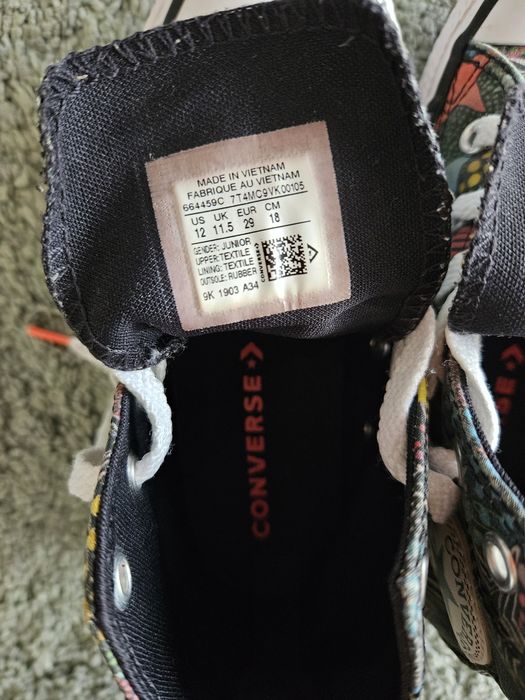 MADE IN VIETNAM
FABRIQUE AU VIETNAM
664459C 7T4MC9VK00105
US UK EUR CM
12 11.5 29 18
GENDER: JUNIOR
UPPER: TEXTILE
LINING: TEXTILE
OUTSOLE: RUBBER
CONVERSE
9K 1903 A34
CONVERSE